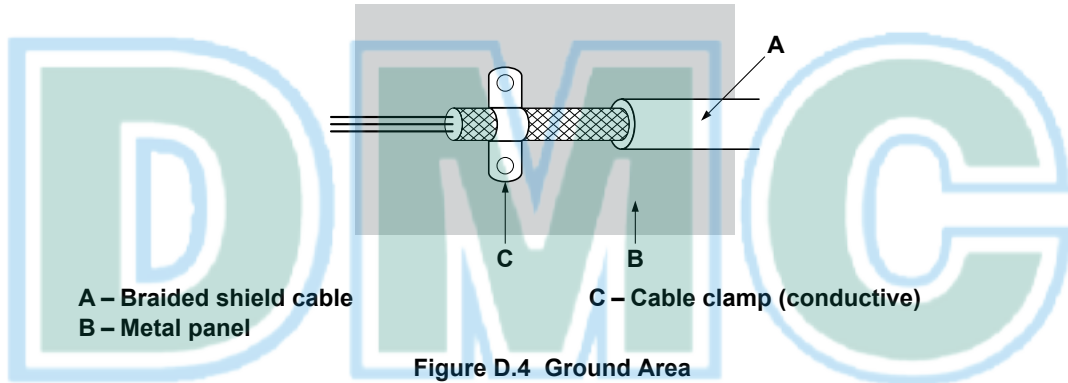 DMC
A
C
B
A – Braided shield cable
C – Cable clamp (conductive)
B – Metal panel
Figure D.4 Ground Area